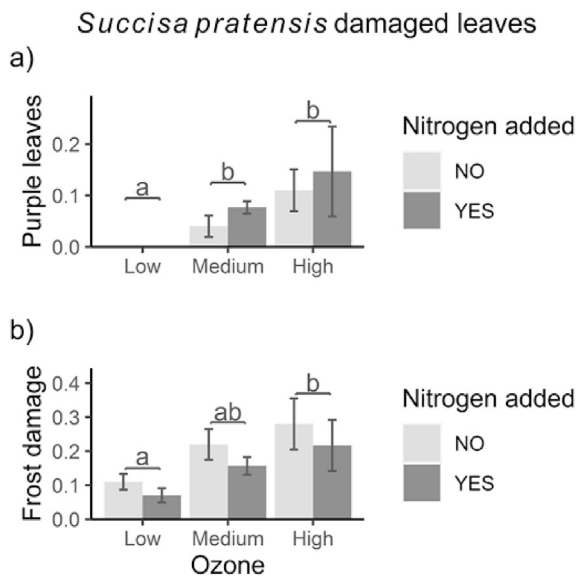 Succisa pratensis damaged leaves
a)
Purple leaves
0.2
0.1
0.0
a
b
b
Low Medium High
Nitrogen added
NO
YES
b)
Frost damage
0.4
0.3
0.2
0.1
0.0
a
ab
b
Low Medium High
Ozone
Nitrogen added
NO
YES